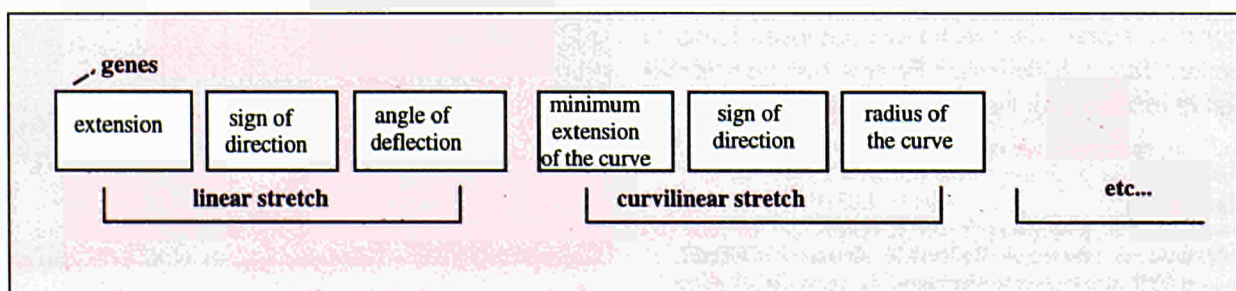 genes
extension
sign of
direction
angle of
deflection
minimum
extension
of the curve
sign of
direction
radius of
the curve
linear stretch
curvilinear stretch
etc...